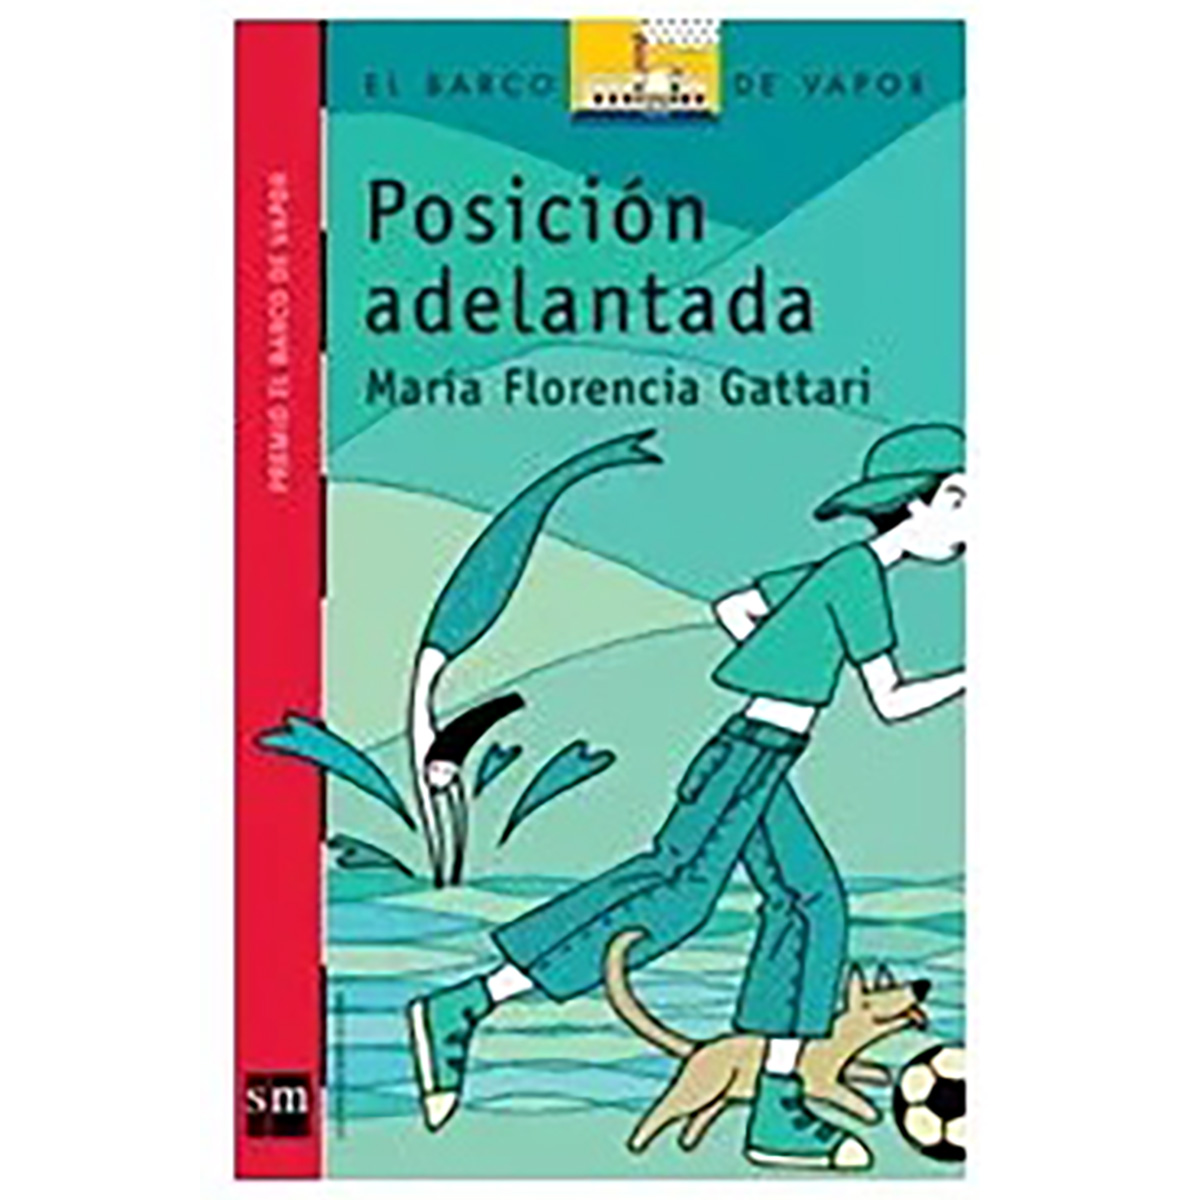 EL BARCO DE VAPOR
Posición
adelantada
María Florencia Gattari
PREMIO EL BARCO DE VAPOR
sm